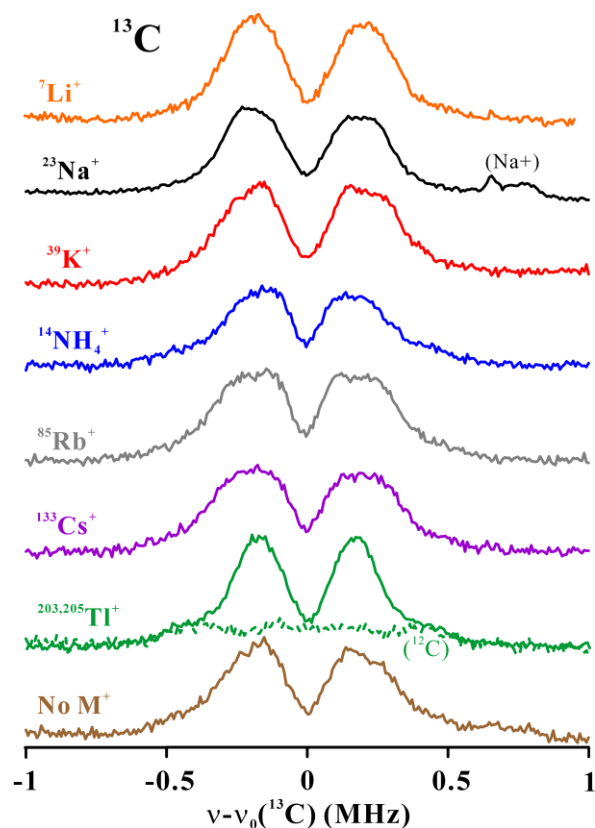 ¹³C
⁷Li⁺
²³Na⁺
(Na+)
³⁹K⁺
¹⁴NH₄⁺
⁸⁵Rb⁺
¹³³Cs⁺
²⁰³,²⁰⁵Tl⁺
(¹²C)
No M⁺
-1 -0.5 0 0.5 1
ν-ν₀(¹³C) (MHz)